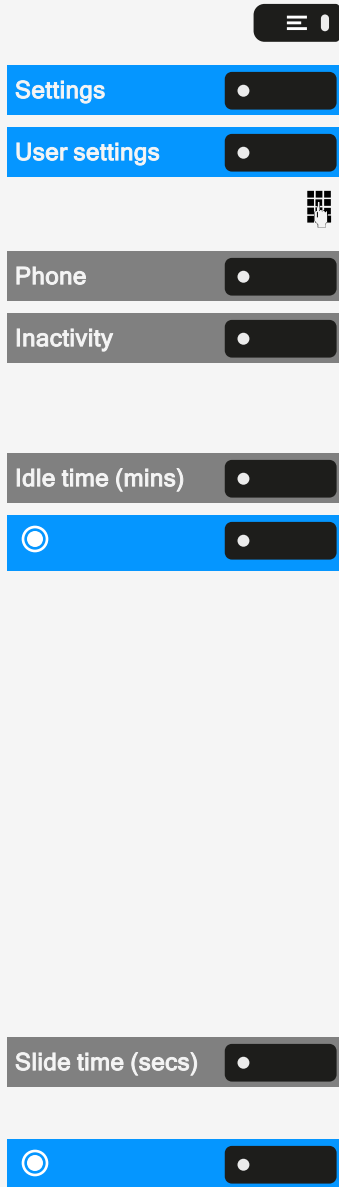 Settings
User settings
Phone
Inactivity
Idle time (mins)
Slide time (secs)